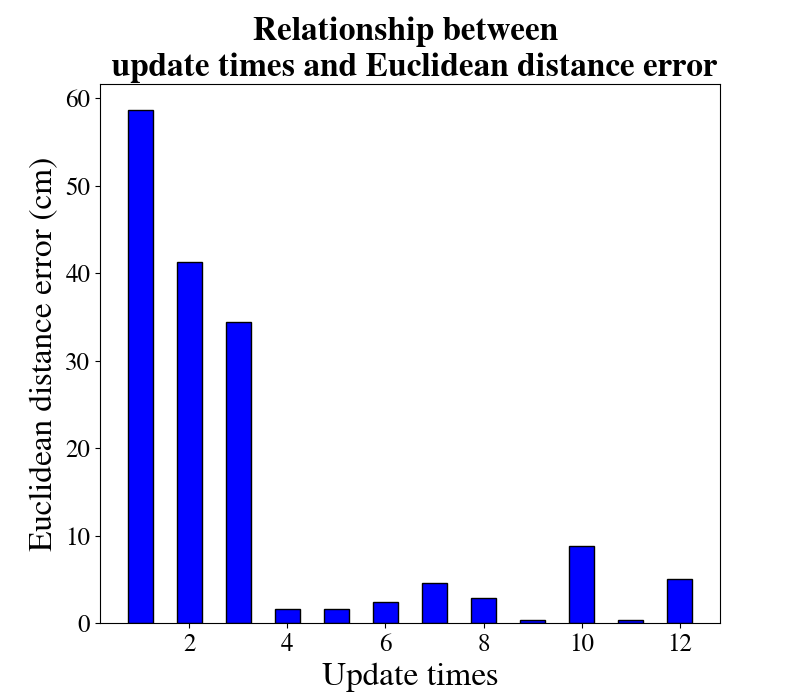 Relationship between
update times and Euclidean distance error
Euclidean distance error (cm)
60
50
40
30
20
10
0
2 4 6 8 10 12
Update times